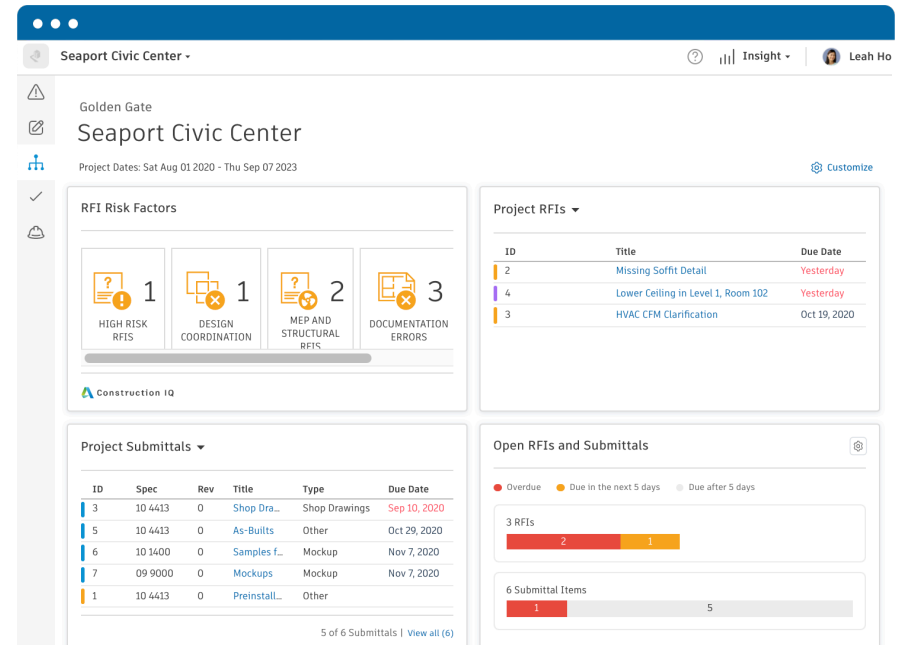 Seaport Civic Center
Insight
Leah Ho
Golden Gate
Seaport Civic Center
Project Dates: Sat Aug 01 2020 - Thu Sep 07 2023
Customize
RFI Risk Factors
1
HIGH RISK
RFIS
1
DESIGN
COORDINATION
2
MEP AND
STRUCTURAL
RFIS
3
DOCUMENTATION
ERRORS
Construction IQ
Project RFIs
ID Title Due Date
2 Missing Soffit Detail Yesterday
4 Lower Ceiling in Level 1, Room 102 Yesterday
3 HVAC CFM Clarification Oct 19, 2020
Project Submittals
ID Spec Rev Title Type Due Date
3 10 4413 0 Shop Dra... Shop Drawings Sep 10, 2020
5 10 4413 0 As-Builts Other Oct 29, 2020
6 10 1400 0 Samples f... Mockup Nov 7, 2020
7 09 9000 0 Mockups Mockup Nov 7, 2020
1 10 4413 0 Preinstall... Other
5 of 6 Submittals | View all (6)
Open RFIs and Submittals
Overdue Due in the next 5 days Due after 5 days
3 RFIs
2 1
6 Submittal Items
1 5